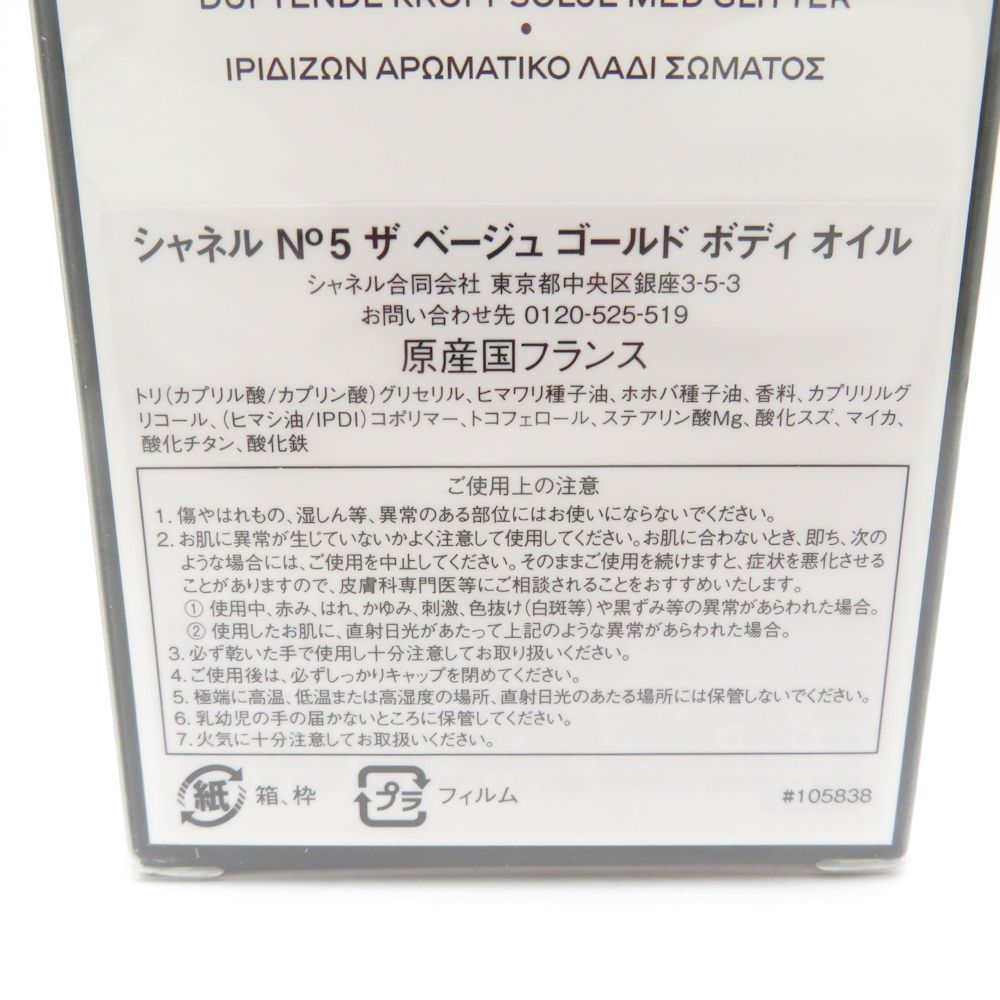 DUFTENDE KROPPSOLJE MED GLITTER
•
ΙΡΙΔΙΖΩΝ ΑΡΩΜΑΤΙΚΟ ΛΑΔΙ ΣΩΜΑΤΟΣ
シャネル Nº5 ザ ベージュ ゴールド ボディ オイル
シャネル合同会社 東京都中央区銀座3-5-3
お問い合わせ先 0120-525-519
原産国フランス
トリ(カプリル酸/カプリン酸)グリセリル、ヒマワリ種子油、ホホバ種子油、香料、カプリリルグ
リコール、(ヒマシ油/IPDI)コポリマー、トコフェロール、ステアリン酸Mg、酸化スズ、マイカ、
酸化チタン、酸化鉄
ご使用上の注意
1. 傷やはれもの、湿しん等、異常のある部位にはお使いにならないでください。
2. お肌に異常が生じていないかよく注意して使用してください。お肌に合わないとき、即ち、次の
ような場合には、ご使用を中止してください。そのままご使用を続けますと、症状を悪化させる
ことがありますので、皮膚科専門医等にご相談されることをおすすめいたします。
① 使用中、赤み、はれ、かゆみ、刺激、色抜け(白斑等)や黒ずみ等の異常があらわれた場合。
② 使用したお肌に、直射日光があたって上記のような異常があらわれた場合。
3. 必ず乾いた手で使用し十分注意してお取り扱いください。
4. ご使用後は、必ずしっかりキャップを閉めてください。
5. 極端に高温、低温または高湿度の場所、直射日光のあたる場所には保管しないでください。
6. 乳幼児の手の届かないところに保管してください。
7. 火気に十分注意してお取扱いください。
紙 箱、枠 プラ フィルム #105838